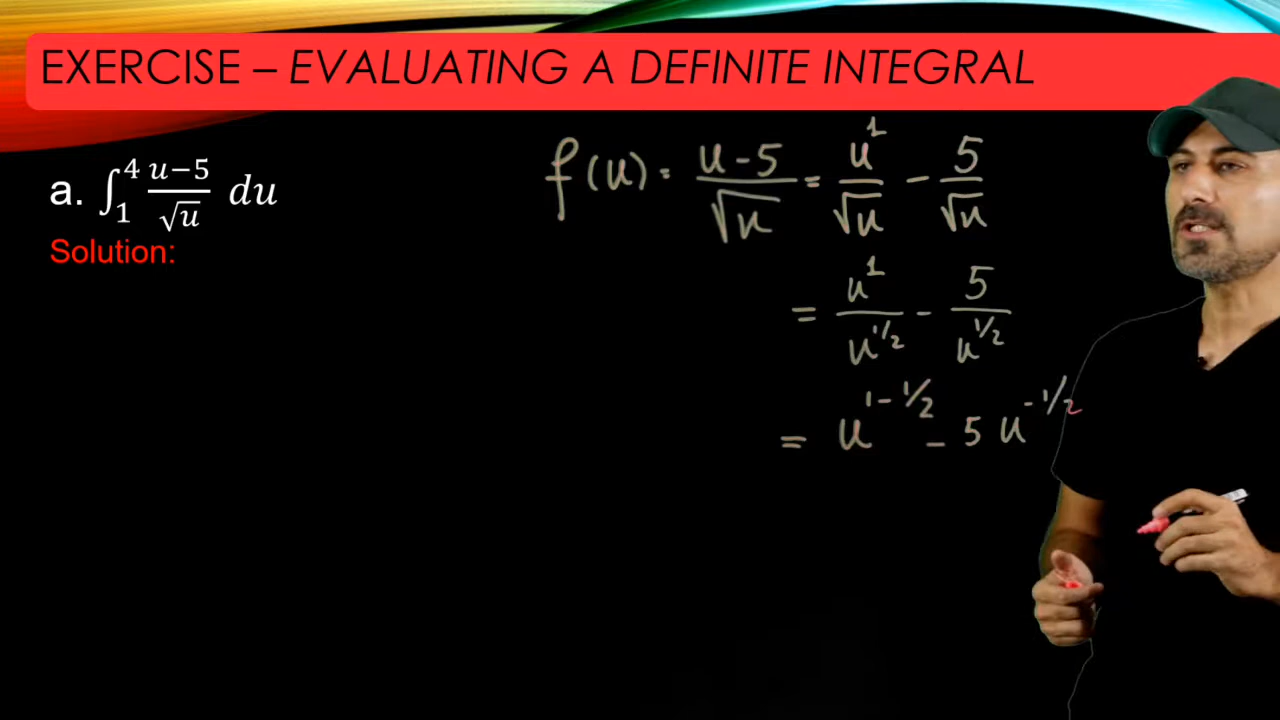 EXERCISE – EVALUATING A DEFINITE INTEGRAL
a. ∫₁⁴ (u−5)/√u du
Solution:
f(u) = (u-5)/√u = u¹/√u - 5/√u
= u¹/u^(1/2) - 5/u^(1/2)
= u^(1-1/2) - 5 u^(-1/2)